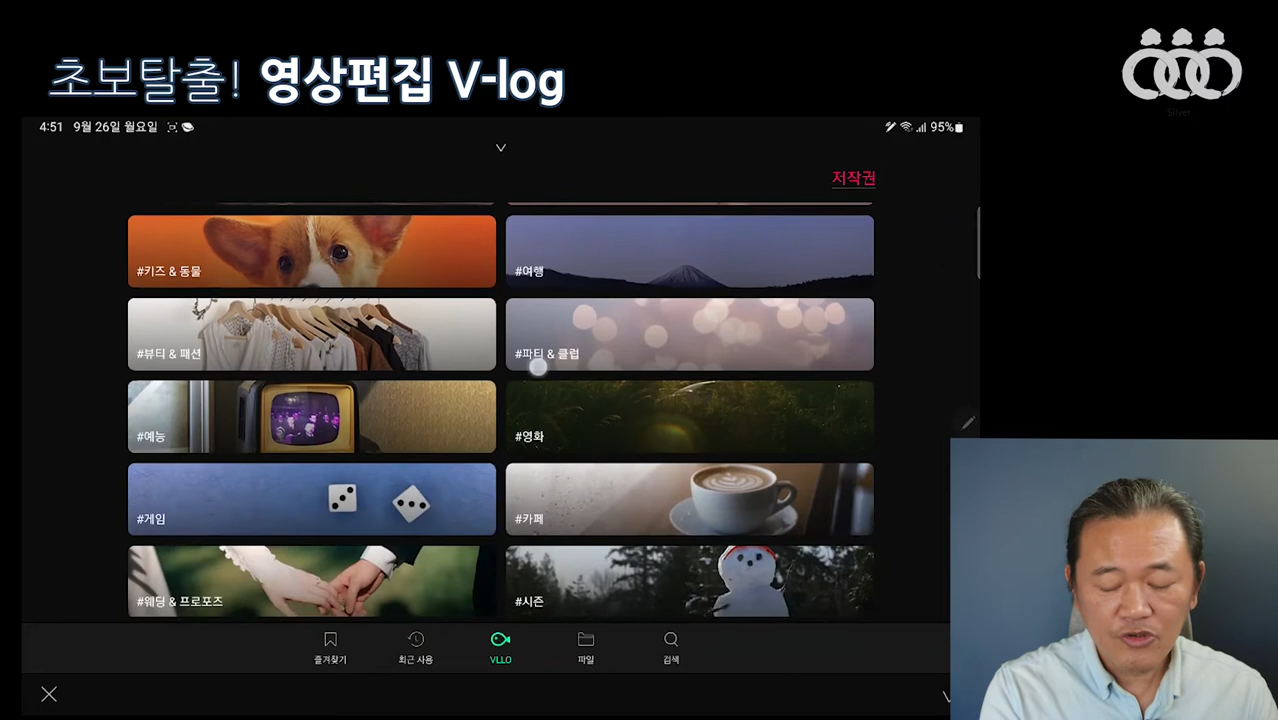 초보탈출! 영상편집 V-log
Silver
4:51 9월 26일 월요일
95%
저작권
#키즈 & 동물
#여행
#뷰티 & 패션
#파티 & 클럽
#예능
#영화
#게임
#카페
#웨딩 & 프로포즈
#시즌
즐겨찾기
최근 사용
VLLO
파일
검색